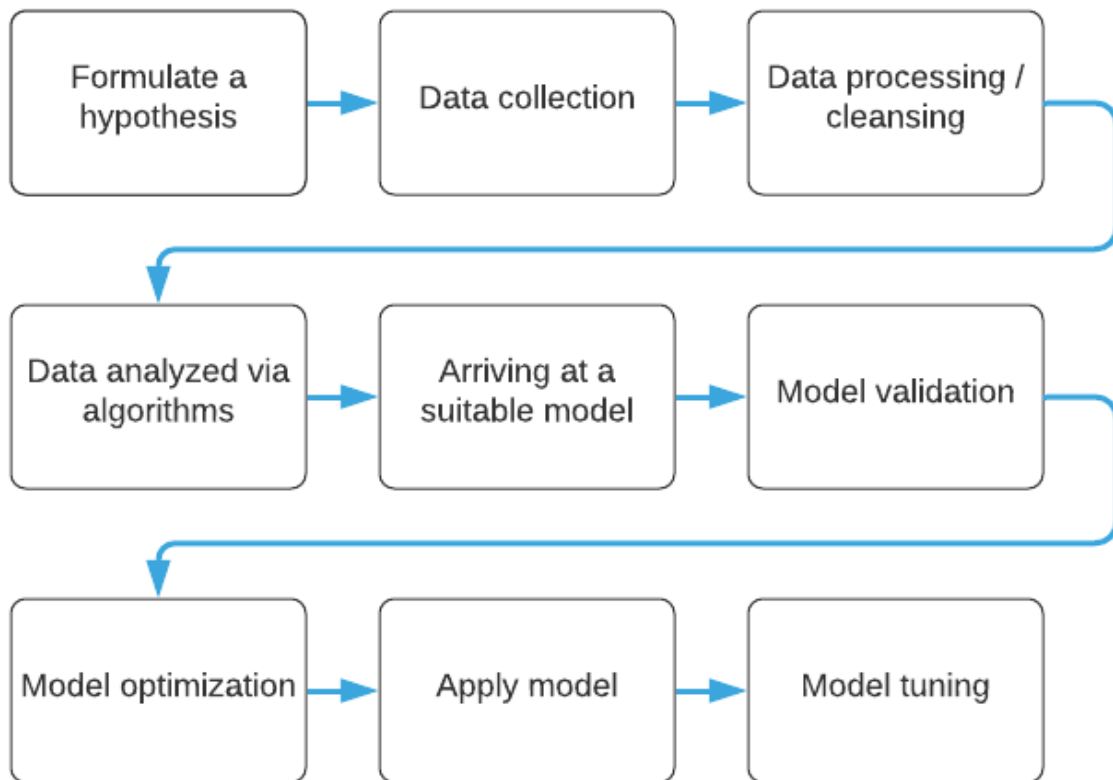 Formulate a
hypothesis
Data collection
Data processing /
cleansing
Data analyzed via
algorithms
Arriving at a
suitable model
Model validation
Model optimization
Apply model
Model tuning